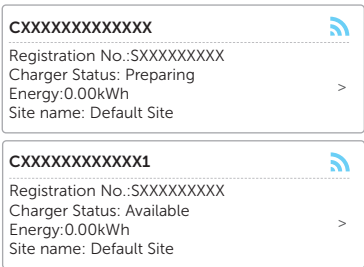 CXXXXXXXXXXXXX
Registration No.:SXXXXXXXXX
Charger Status: Preparing
Energy:0.00kWh
>
Site name: Default Site
CXXXXXXXXXXXX1
Registration No.:SXXXXXXXXX
Charger Status: Available
Energy:0.00kWh
>
Site name: Default Site